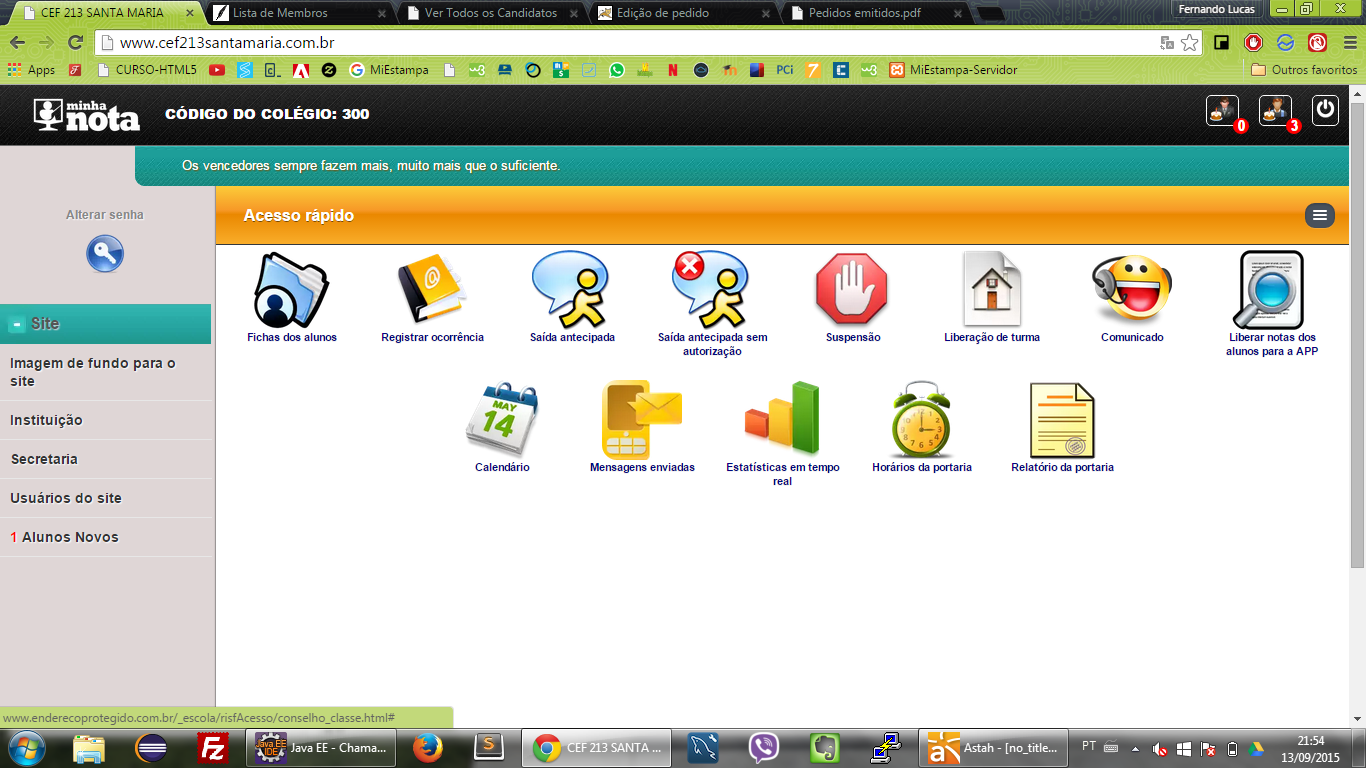 CEF 213 SANTA MARIA
Lista de Membros
Ver Todos os Candidatos
Edição de pedido
Pedidos emitidos.pdf
Fernando Lucas
www.cef213santamaria.com.br
Apps
CURSO-HTML5
MiEstampa
PCi
MiEstampa-Servidor
Outros favoritos
minha
nota
CÓDIGO DO COLÉGIO: 300
0
3
Os vencedores sempre fazem mais, muito mais que o suficiente.
Alterar senha
Acesso rápido
- Site
Imagem de fundo para o
site
Instituição
Secretaria
Usuários do site
1 Alunos Novos
Fichas dos alunos
Registrar ocorrência
Saída antecipada
Saída antecipada sem
autorização
Suspensão
Liberação de turma
Comunicado
Liberar notas dos
alunos para a APP
MAY
14
Calendário
Mensagens enviadas
Estatísticas em tempo
real
Horários da portaria
Relatório da portaria
www.enderecoprotegido.com.br/_escola/risfAcesso/conselho_classe.html#
Java EE - Chama...
CEF 213 SANTA ...
Astah - [no_title...
PT
21:54
13/09/2015